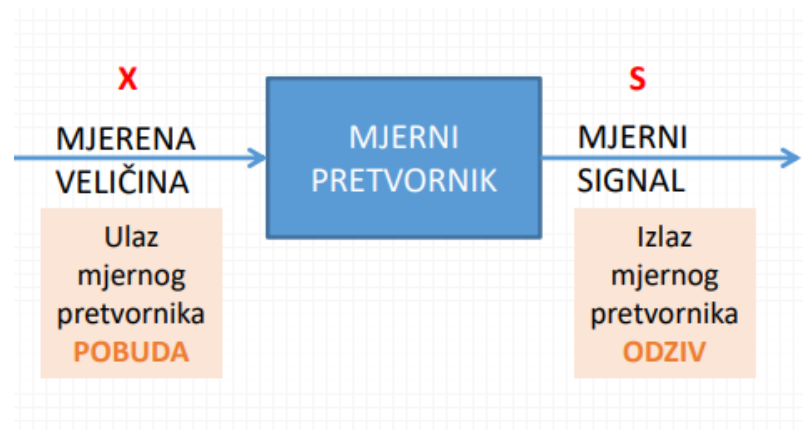 X
MJERENA
VELIČINA
Ulaz
mjernog
pretvornika
POBUDA
MJERNI
PRETVORNIK
S
MJERNI
SIGNAL
Izlaz
mjernog
pretvornika
ODZIV